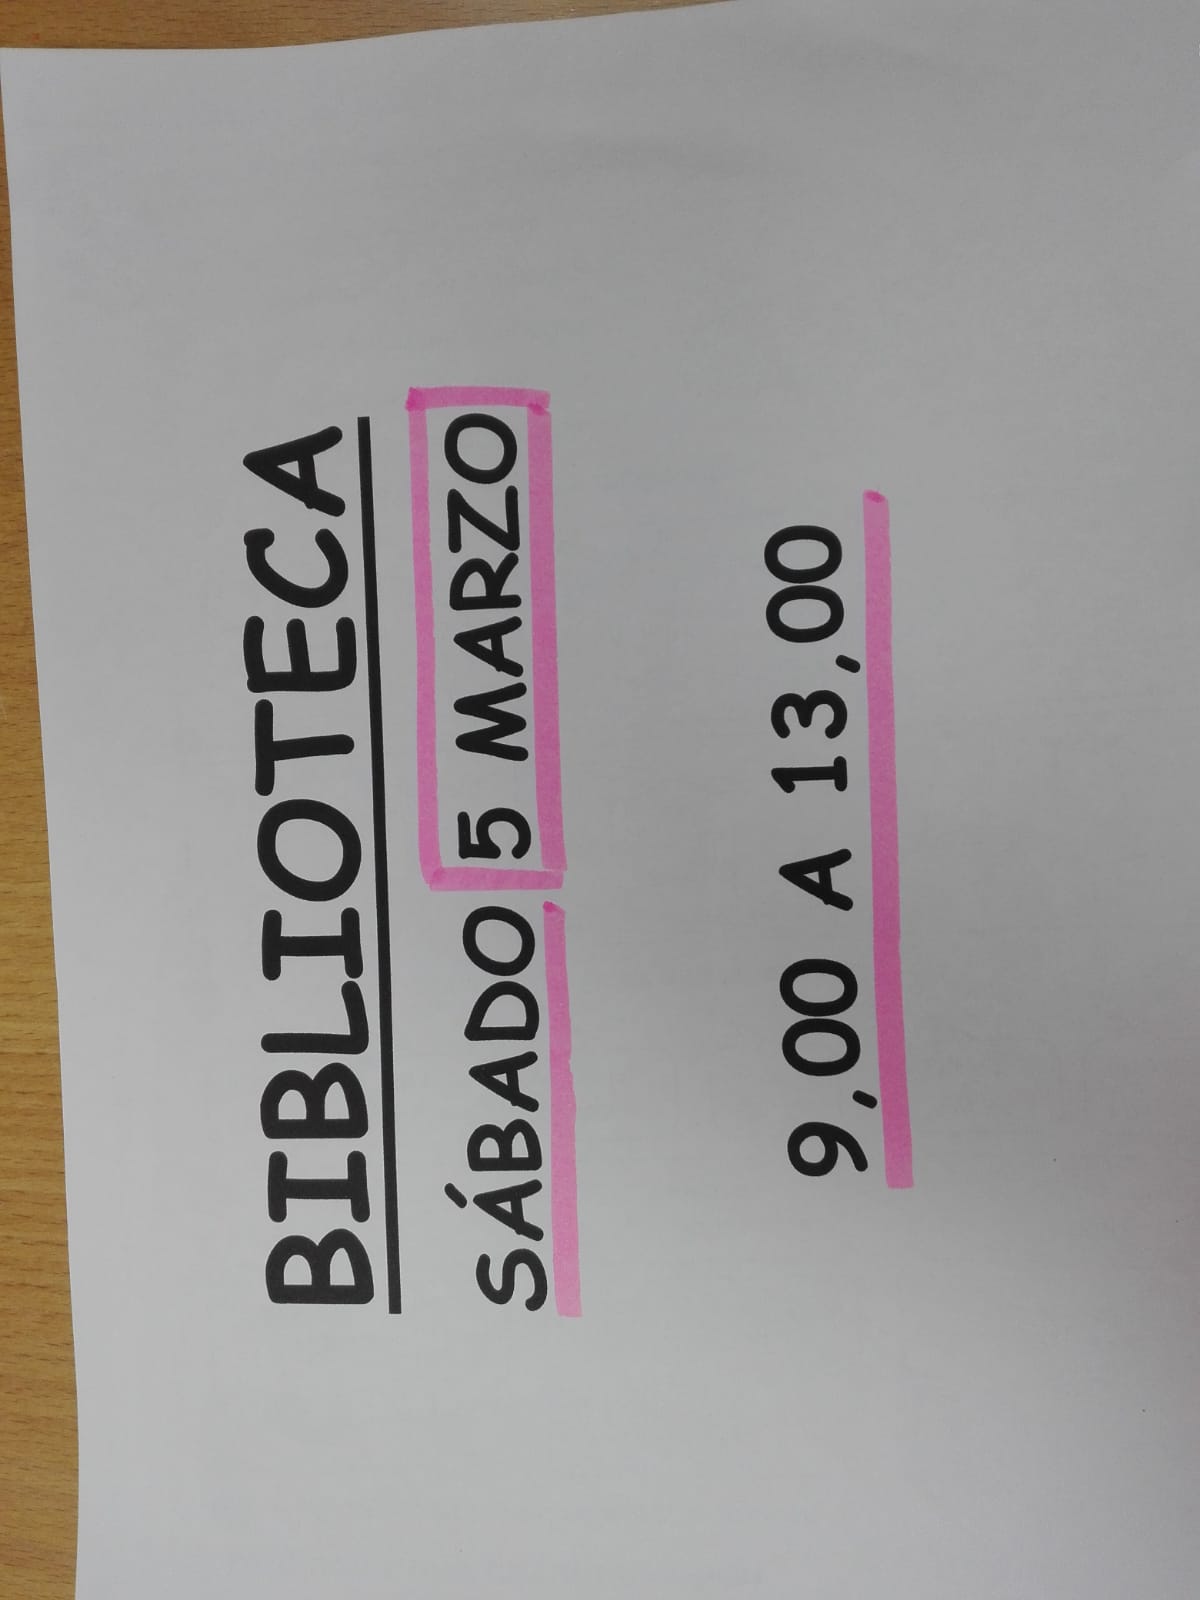 BIBLIOTECA
SÁBADO 5 MARZO
9,00 A 13,00